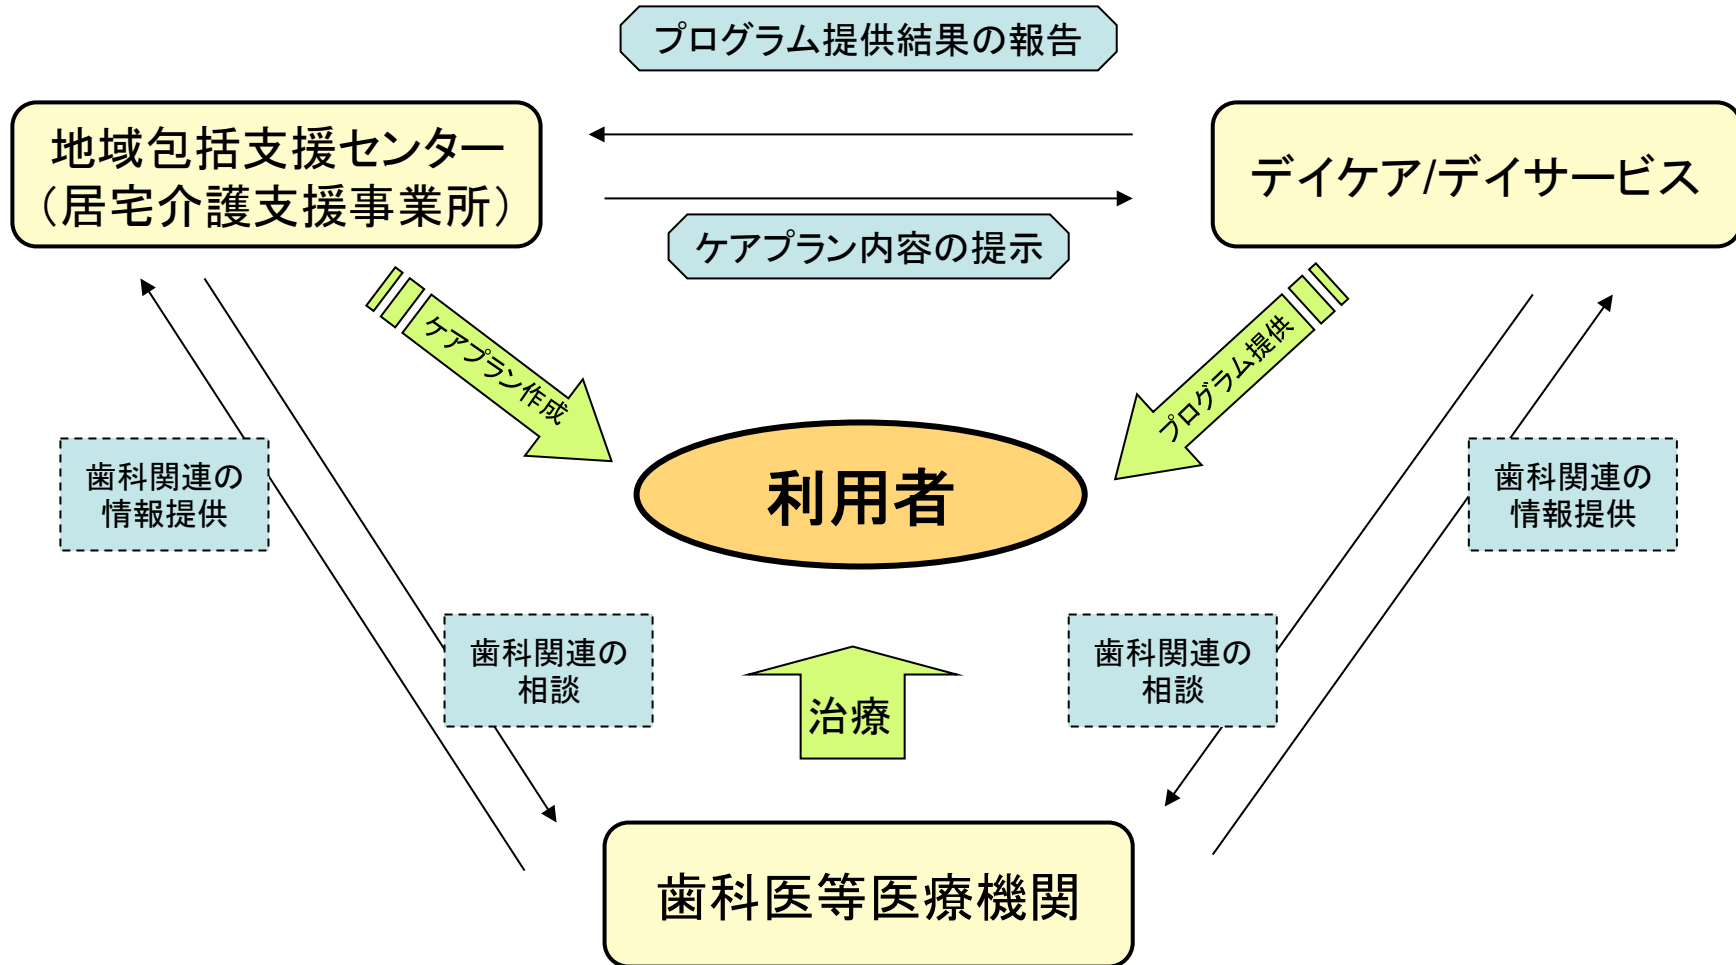 プログラム提供結果の報告
地域包括支援センター
（居宅介護支援事業所）
デイケア/デイサービス
ケアプラン内容の提示
ケアプラン作成
プログラム提供
利用者
歯科関連の
情報提供
歯科関連の
情報提供
歯科関連の
相談
歯科関連の
相談
治療
歯科医等医療機関